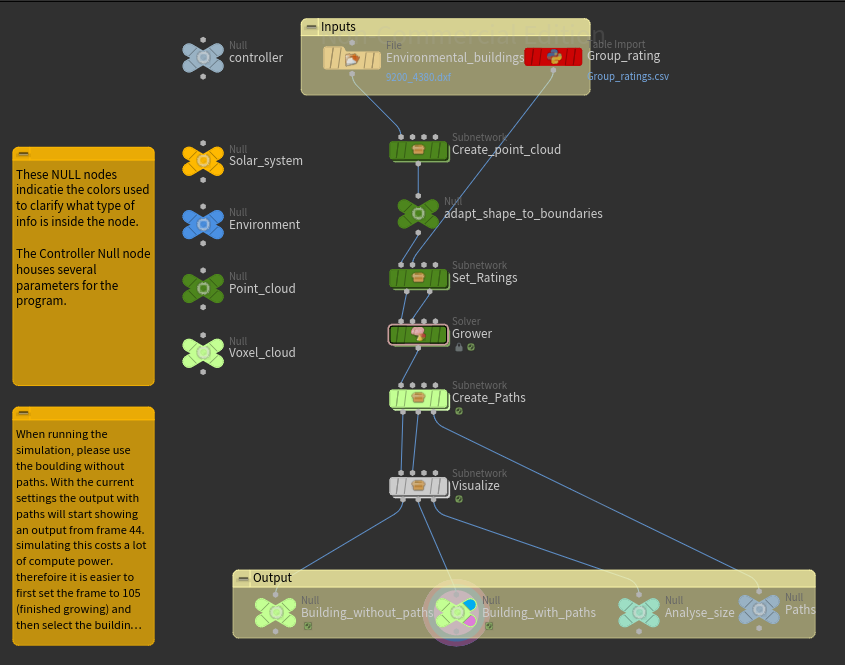 Inputs
File
Environmental_buildings
9200_4380.dxf
Table Import
Group_rating
Group_ratings.csv
Null
controller
Subnetwork
Create_point_cloud
Null
Solar_system
These NULL nodes
indicatie the colors used
to clarify what type of
info is inside the node.
The Controller Null node
houses several
parameters for the
program.
Null
adapt_shape_to_boundaries
Null
Environment
Subnetwork
Set_Ratings
Null
Point_cloud
Solver
Grower
Null
Voxel_cloud
Subnetwork
Create_Paths
When running the
simulation, please use
the boulding without
paths. With the current
settings the output with
paths will start showing
an output from frame 44.
simulating this costs a lot
of compute power.
therefoire it is easier to
first set the frame to 105
(finished growing) and
then select the buildin...
Subnetwork
Visualize
Output
Null
Building_without_paths
Null
Building_with_paths
Null
Analyse_size
Null
Paths